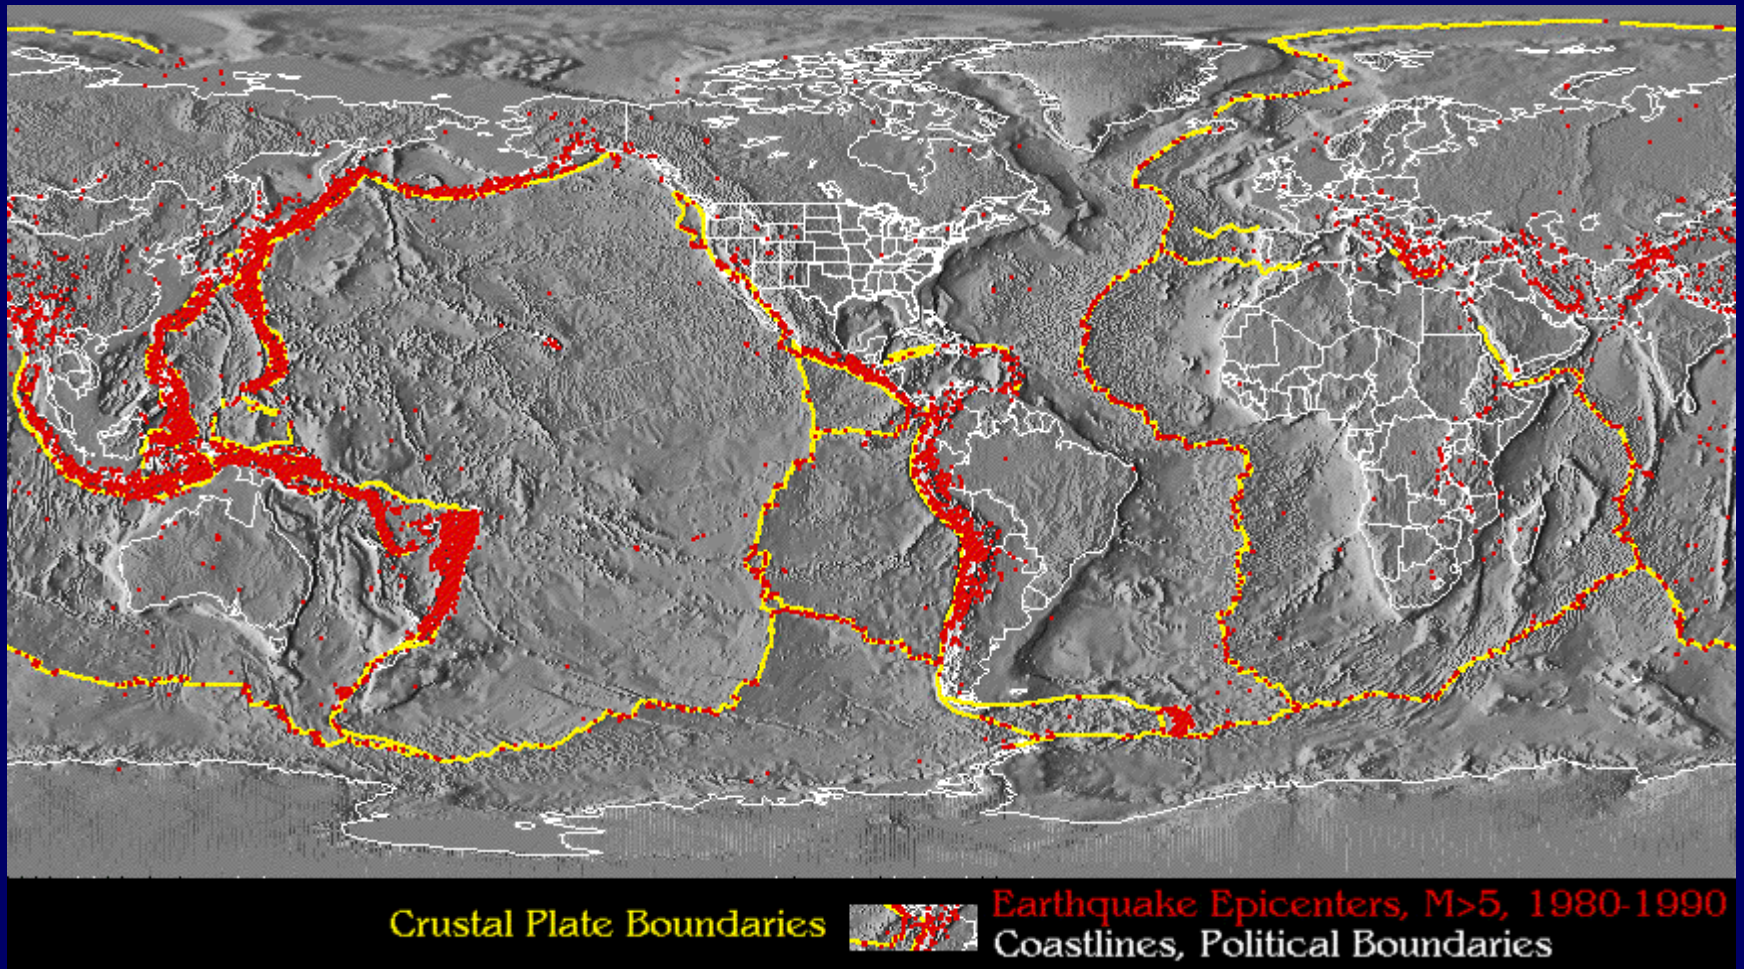 Crustal Plate Boundaries
Earthquake Epicenters, M>5, 1980-1990
Coastlines, Political Boundaries